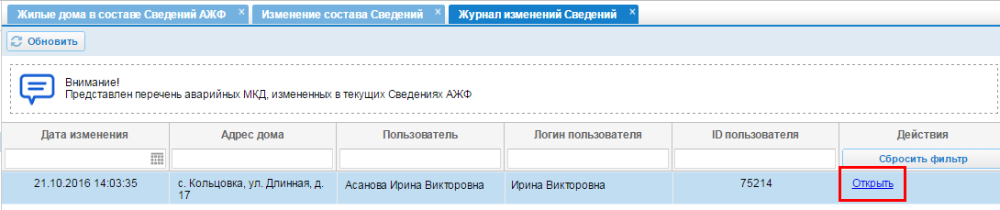 Жилые дома в составе Сведений АЖФ × Изменение состава Сведений × Журнал изменений Сведений ×
Обновить
Внимание!
Представлен перечень аварийных МКД, измененных в текущих Сведениях АЖФ
Дата изменения Адрес дома Пользователь Логин пользователя ID пользователя Действия
Сбросить фильтр
21.10.2016 14:03:35 с. Кольцовка, ул. Длинная, д. Асанова Ирина Викторовна Ирина Викторовна 75214 Открыть
17